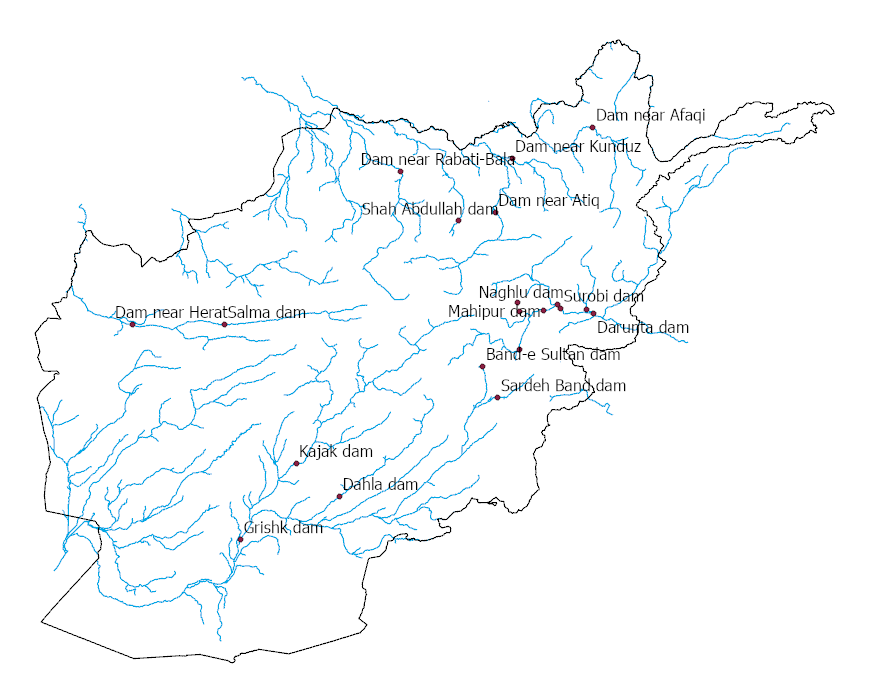 Dam near Afaqi
Dam near Kunduz
Dam near Rabati-Bala
Dam near Atiq
Shah Abdullah dam
Naghlu dam
Surobi dam
Mahipur dam
Dam near Herat
Salma dam
Darunta dam
Band-e Sultan dam
Sardeh Band dam
Kajak dam
Dahla dam
Grishk dam